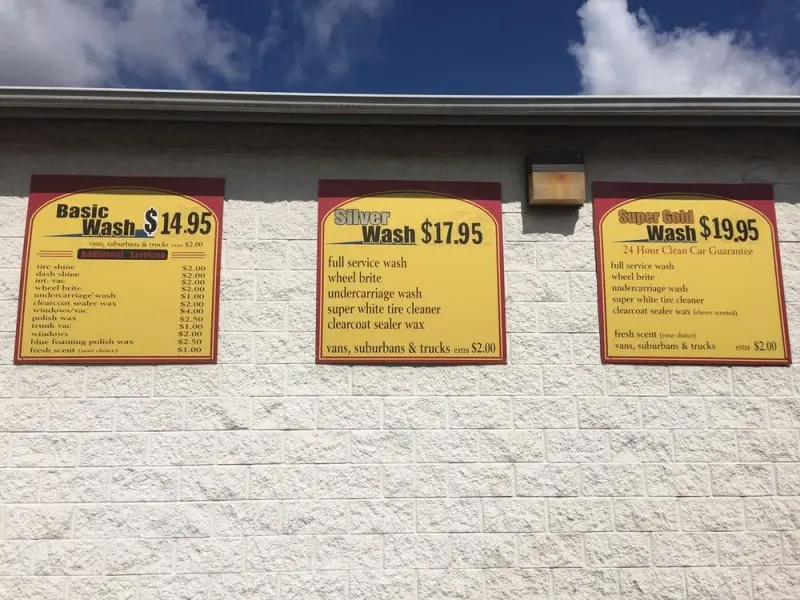 Basic
Wash $14.95
vans, suburbans & trucks extra $2.00
Additional Services
tire shine $2.00
dash shine $2.00
int. vac $2.00
wheel brite $2.00
undercarriage wash $1.00
clearcoat sealer wax $2.00
windows/vac $4.00
polish wax $2.50
trunk vac $1.00
windows $2.00
blue foaming polish wax $2.50
fresh scent (your choice) $1.00
Silver
Wash $17.95
full service wash
wheel brite
undercarriage wash
super white tire cleaner
clearcoat sealer wax
vans, suburbans & trucks extra $2.00
Super Gold
Wash $19.95
24 Hour Clean Car Guarantee
full service wash
wheel brite
undercarriage wash
super white tire cleaner
clearcoat sealer wax (cherry scented)
fresh scent (your choice)
vans, suburbans & trucks extra $2.00